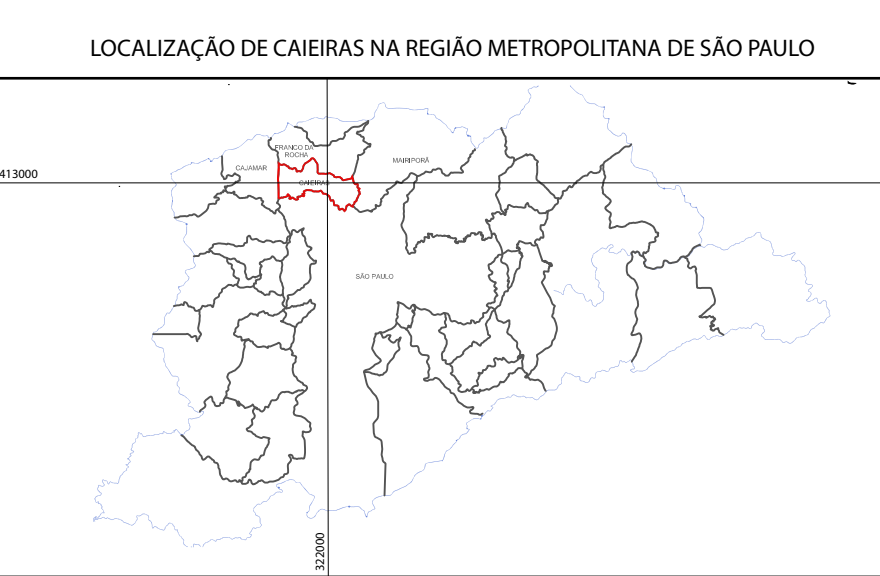 LOCALIZAÇÃO DE CAIEIRAS NA REGIÃO METROPOLITANA DE SÃO PAULO
FRANCO DA
ROCHA
MAIRIPORÃ
CAJAMAR
413000
CAIEIRAS
SÃO PAULO
322000